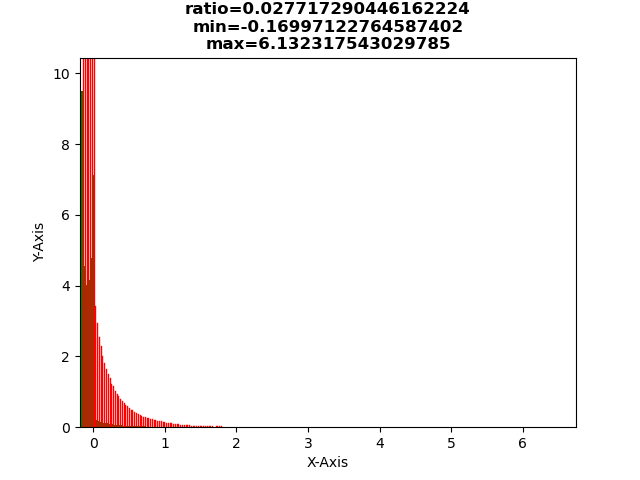 ratio=0.027717290446162224
min=-0.16997122764587402
max=6.132317543029785
10
8
6
4
2
0
Y-Axis
0 1 2 3 4 5 6
X-Axis